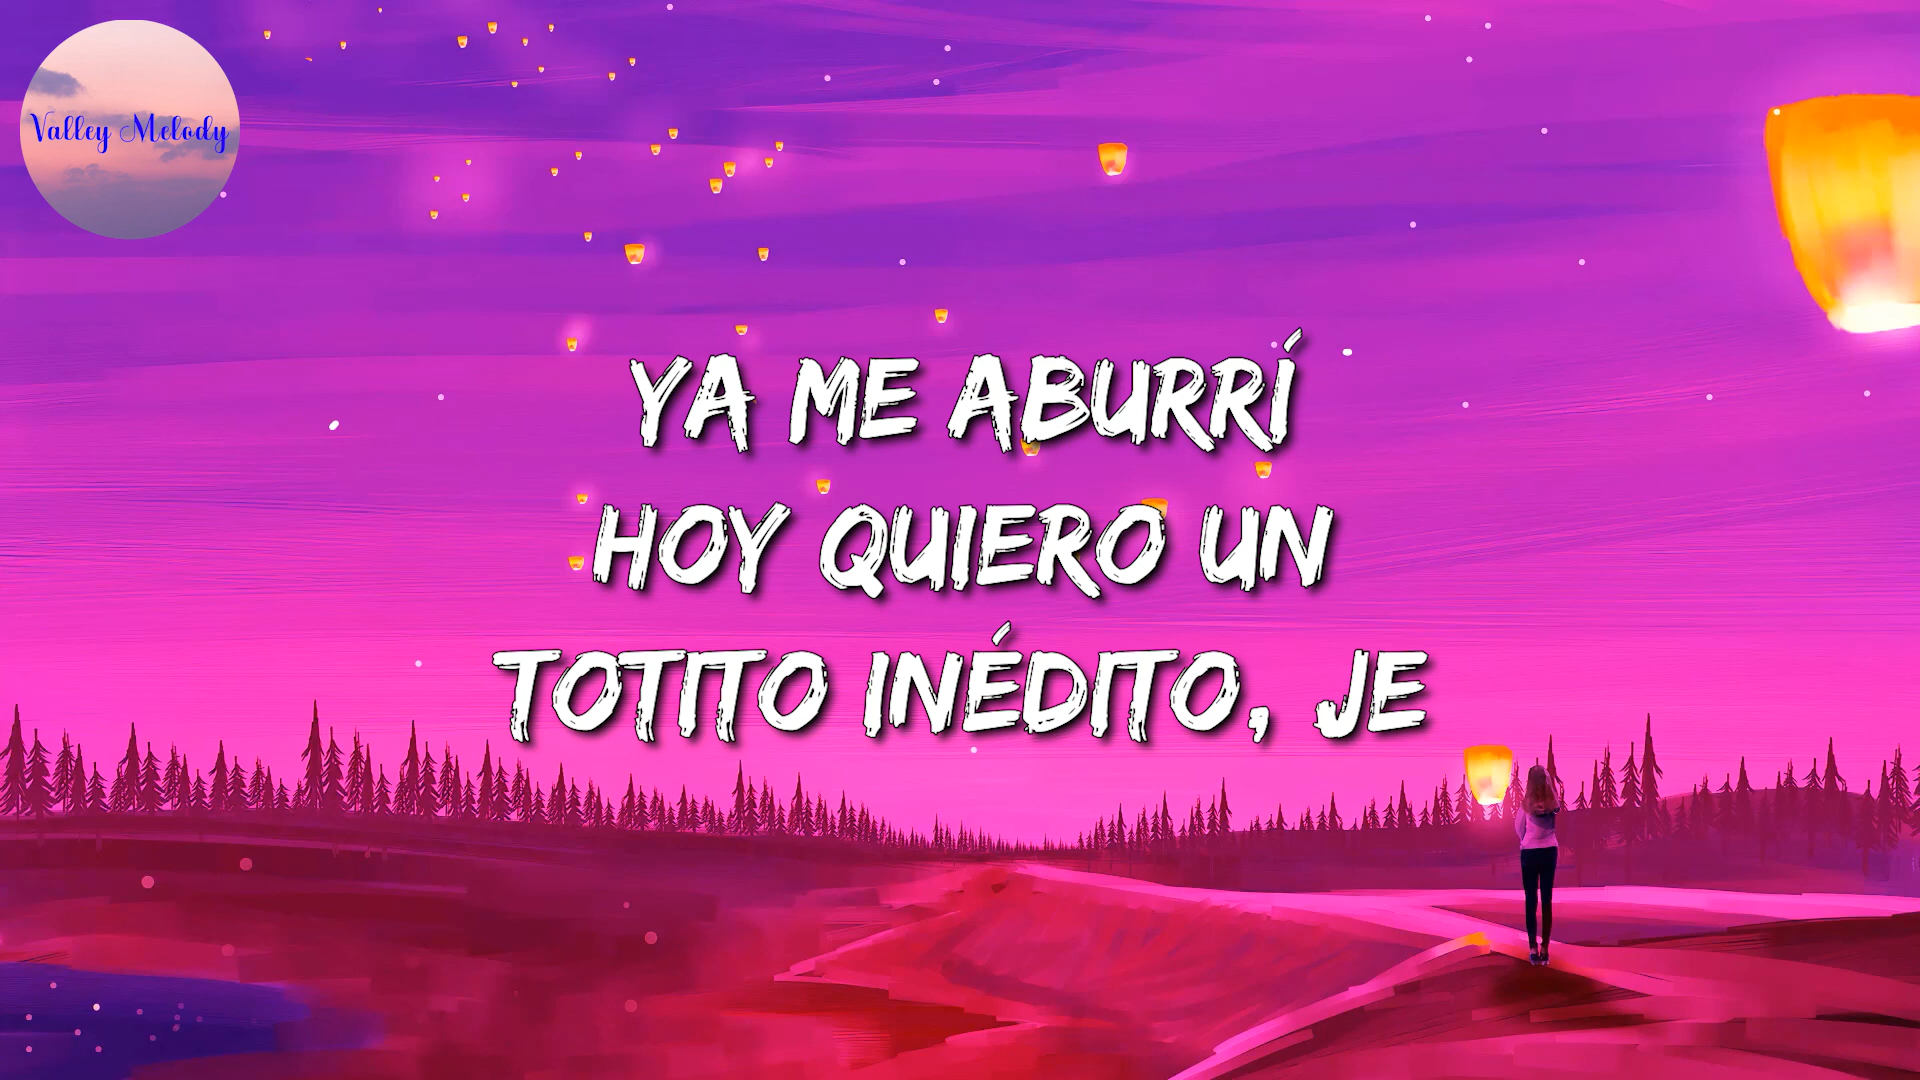 Valley Melody
YA ME ABURRÍ
HOY QUIERO UN
TOTITO INÉDITO, JE